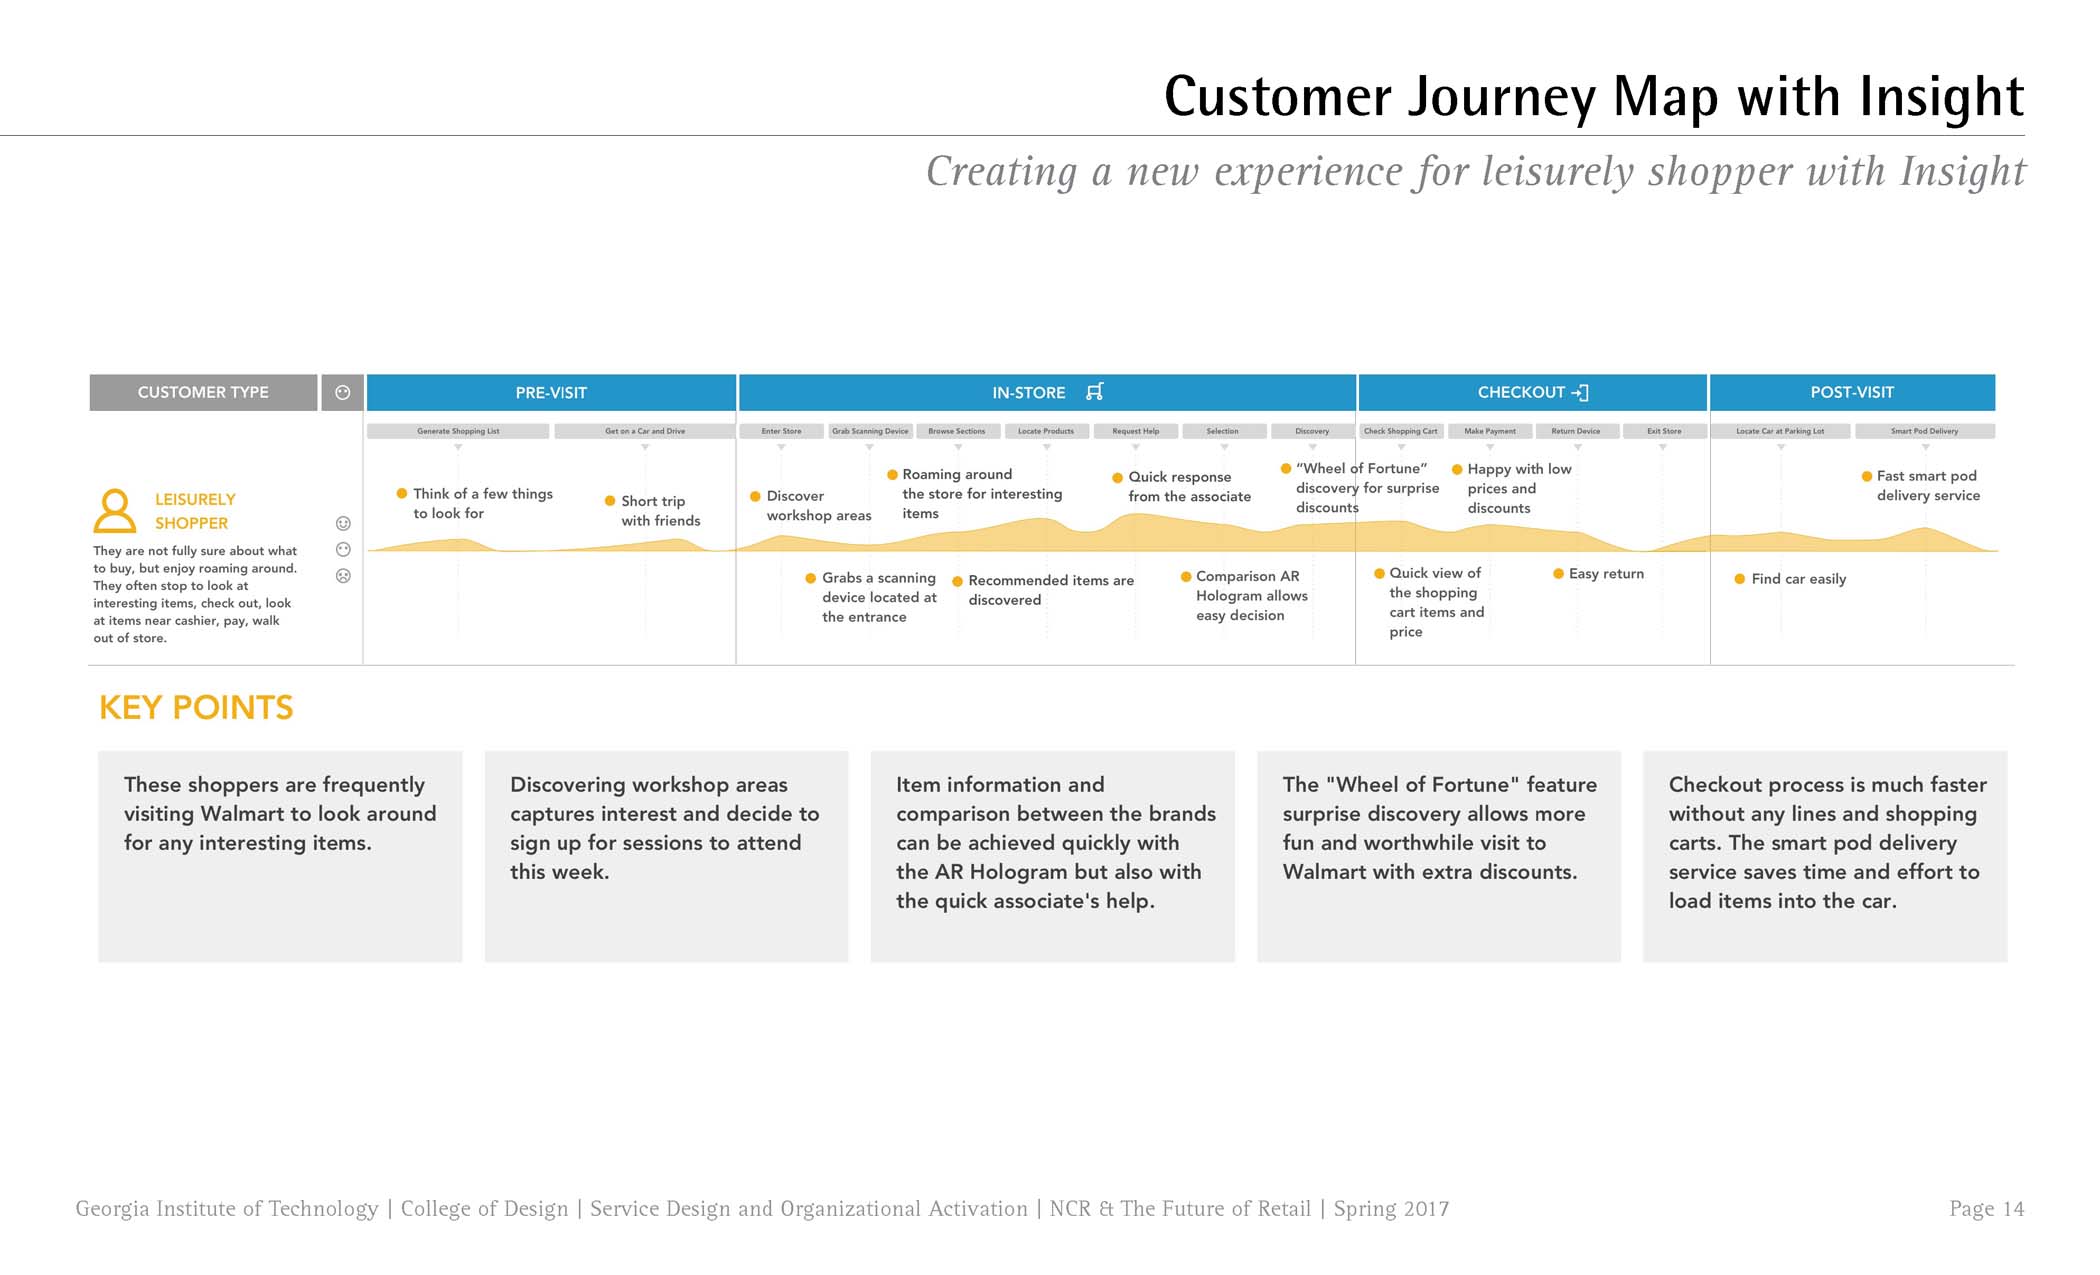 Customer Journey Map with Insight
Creating a new experience for leisurely shopper with Insight
CUSTOMER TYPE
PRE-VISIT
IN-STORE
CHECKOUT
POST-VISIT
Generate Shopping List
Get on a Car and Drive
Enter Store
Grab Scanning Device
Browse Sections
Locate Products
Request Help
Selection
Discovery
Check Shopping Cart
Make Payment
Return Device
Exit Store
Locate Car at Parking Lot
Smart Pod Delivery
LEISURELY
SHOPPER
They are not fully sure about what
to buy, but enjoy roaming around.
They often stop to look at
interesting items, check out, look
at items near cashier, pay, walk
out of store.
Think of a few things
to look for
Short trip
with friends
Discover
workshop areas
Roaming around
the store for interesting
items
Quick response
from the associate
“Wheel of Fortune”
discovery for surprise
discounts
Happy with low
prices and
discounts
Fast smart pod
delivery service
Grabs a scanning
device located at
the entrance
Recommended items are
discovered
Comparison AR
Hologram allows
easy decision
Quick view of
the shopping
cart items and
price
Easy return
Find car easily
KEY POINTS
These shoppers are frequently
visiting Walmart to look around
for any interesting items.
Discovering workshop areas
captures interest and decide to
sign up for sessions to attend
this week.
Item information and
comparison between the brands
can be achieved quickly with
the AR Hologram but also with
the quick associate's help.
The "Wheel of Fortune" feature
surprise discovery allows more
fun and worthwhile visit to
Walmart with extra discounts.
Checkout process is much faster
without any lines and shopping
carts. The smart pod delivery
service saves time and effort to
load items into the car.
Georgia Institute of Technology | College of Design | Service Design and Organizational Activation | NCR & The Future of Retail | Spring 2017
Page 14